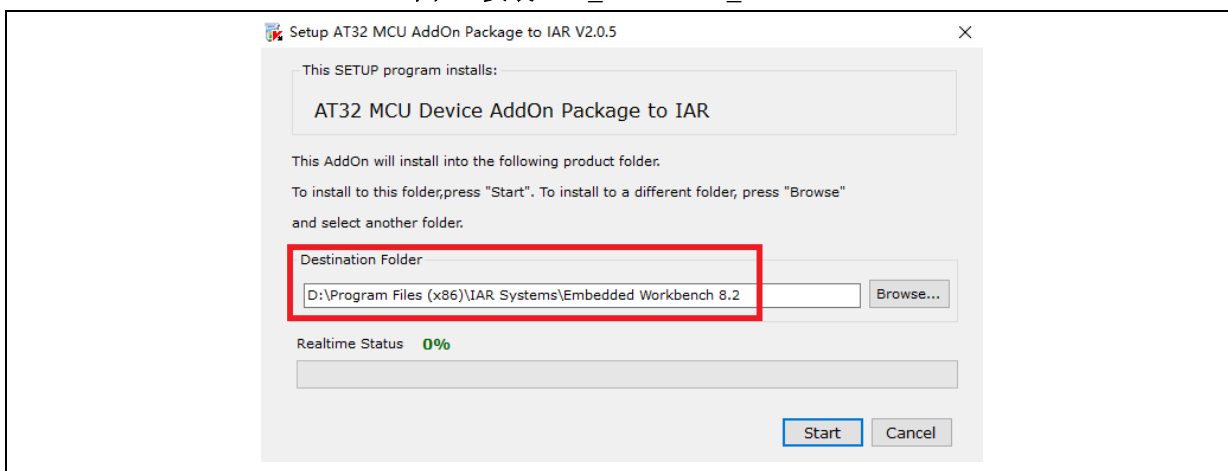 Setup AT32 MCU AddOn Package to IAR V2.0.5
This SETUP program installs:
AT32 MCU Device AddOn Package to IAR
This AddOn will install into the following product folder.
To install to this folder,press "Start". To install to a different folder, press "Browse"
and select another folder.
Destination Folder
D:\Program Files (x86)\IAR Systems\Embedded Workbench 8.2
Browse...
Realtime Status 0%
Start Cancel